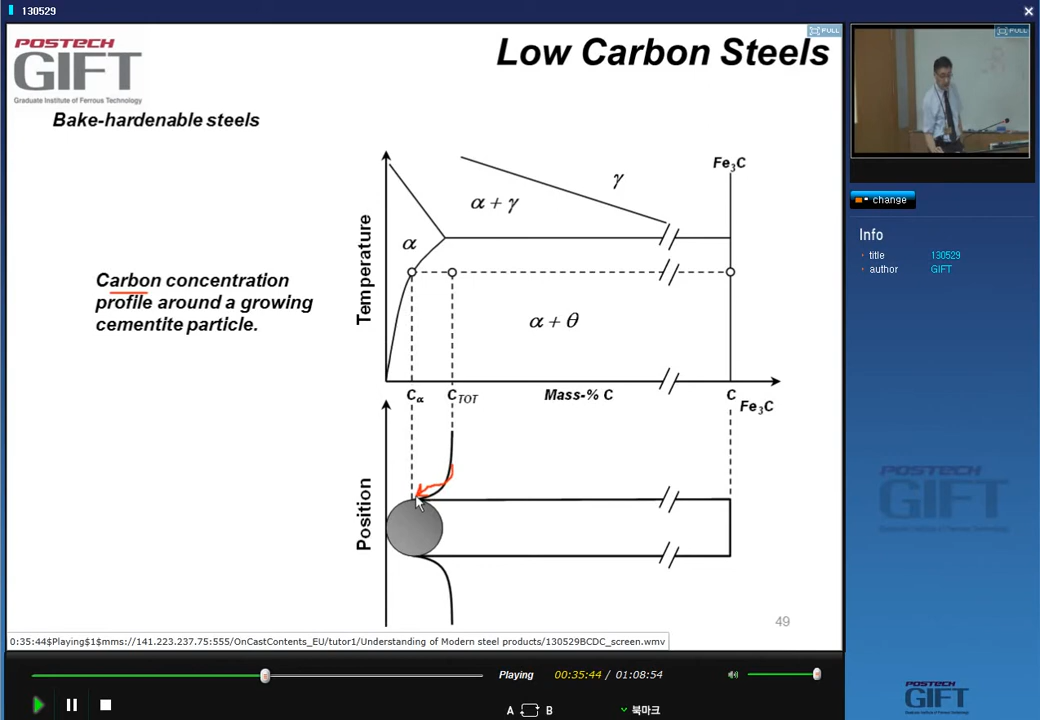 130529
POSTECH
GIFT
Graduate Institute of Ferrous Technology
Low Carbon Steels
FULL
FULL
Bake-hardenable steels
Fe3C
γ
α + γ
α
Temperature
Carbon concentration
profile around a growing
cementite particle.
α + θ
Cα
CTOT
Mass-% C
C Fe3C
Position
49
change
Info
title 130529
author GIFT
POSTECH
GIFT
0:35:44$Playing$1$mms://141.223.237.75:555/OnCastContents_EU/tutor1/Understanding of Modern steel products/130529BCDC_screen.wmv
Playing 00:35:44 / 01:08:54
A B
북마크
POSTECH
GIFT